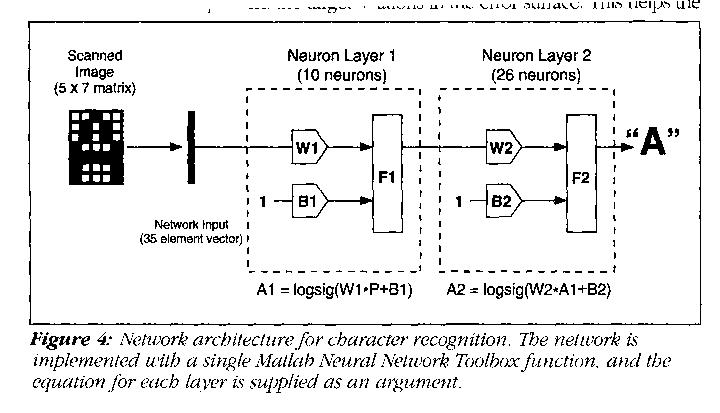 the target ations in the error surface. This helps the
Scanned
Image
(5 X 7 matrix)
Neuron Layer 1
(10 neurons)
Neuron Layer 2
(26 neurons)
W1
F1
W2
F2
"A"
1
B1
1
B2
Network Input
(35 element vector)
A1 = logsig(W1*P+B1)
A2 = logsig(W2*A1+B2)
Figure 4: Network architecture for character recognition. The network is
implemented with a single Matlab Neural Network Toolbox function, and the
equation for each layer is supplied as an argument.